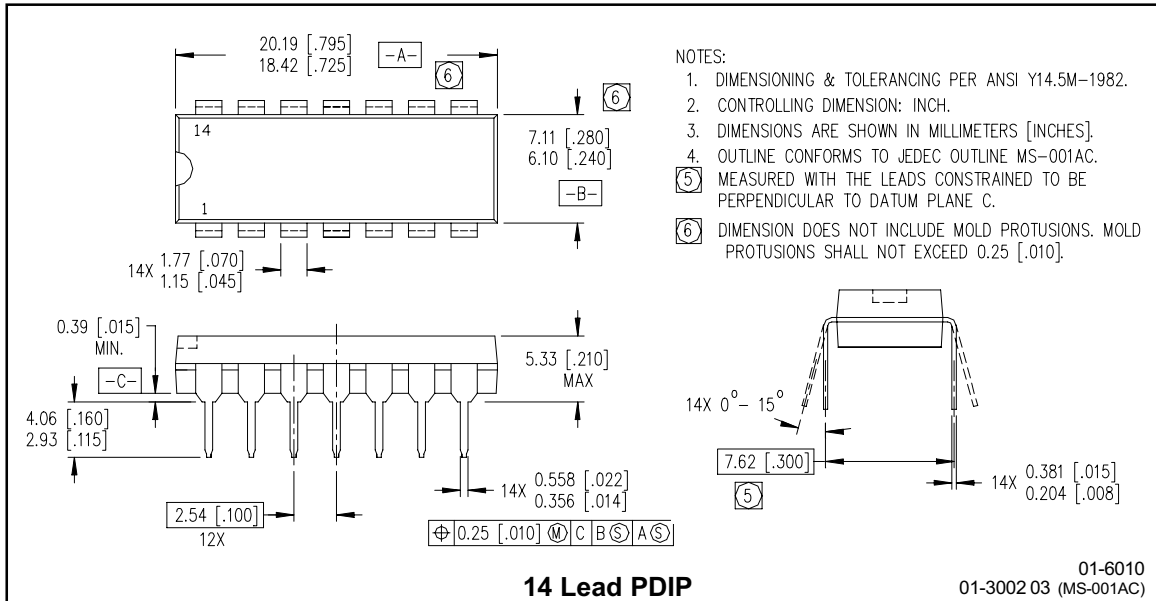 20.19 [.795]
18.42 [.725]
-A-
6
6
14
1
7.11 [.280]
6.10 [.240]
-B-
14X 1.77 [.070]
1.15 [.045]
NOTES:
1. DIMENSIONING & TOLERANCING PER ANSI Y14.5M-1982.
2. CONTROLLING DIMENSION: INCH.
3. DIMENSIONS ARE SHOWN IN MILLIMETERS [INCHES].
4. OUTLINE CONFORMS TO JEDEC OUTLINE MS-001AC.
5 MEASURED WITH THE LEADS CONSTRAINED TO BE
PERPENDICULAR TO DATUM PLANE C.
6 DIMENSION DOES NOT INCLUDE MOLD PROTUSIONS. MOLD
PROTUSIONS SHALL NOT EXCEED 0.25 [.010].
0.39 [.015]
MIN.
-C-
4.06 [.160]
2.93 [.115]
5.33 [.210]
MAX
2.54 [.100]
12X
14X 0.558 [.022]
0.356 [.014]
⌖ 0.25 [.010] Ⓜ C B Ⓢ A Ⓢ
14X 0°- 15°
7.62 [.300]
5
14X 0.381 [.015]
0.204 [.008]
14 Lead PDIP
01-6010
01-3002 03 (MS-001AC)